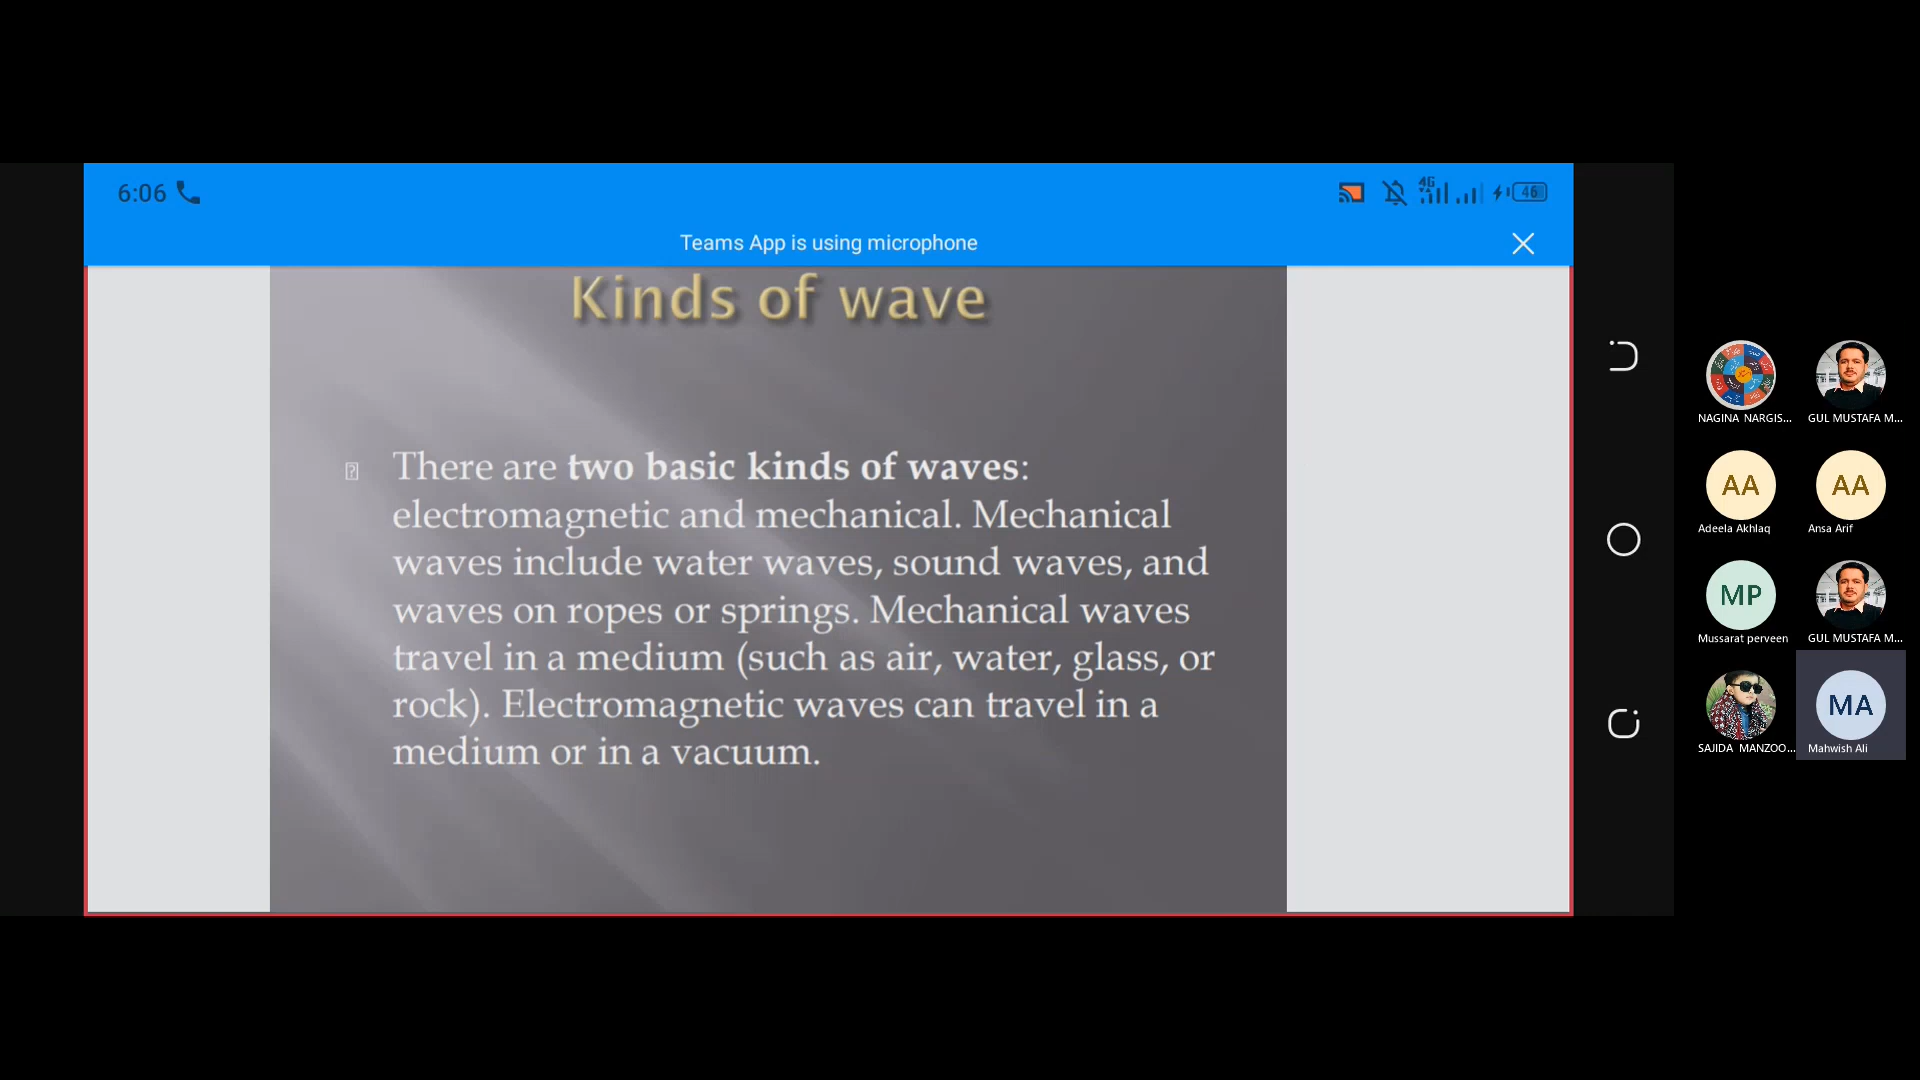 6:06
4G
46
Teams App is using microphone
Kinds of wave
There are two basic kinds of waves:
electromagnetic and mechanical. Mechanical
waves include water waves, sound waves, and
waves on ropes or springs. Mechanical waves
travel in a medium (such as air, water, glass, or
rock). Electromagnetic waves can travel in a
medium or in a vacuum.
NAGINA NARGIS...
GUL MUSTAFA M...
AA
AA
Adeela Akhlaq
Ansa Arif
MP
Mussarat perveen
GUL MUSTAFA M...
MA
SAJIDA MANZOO...
Mahwish Ali